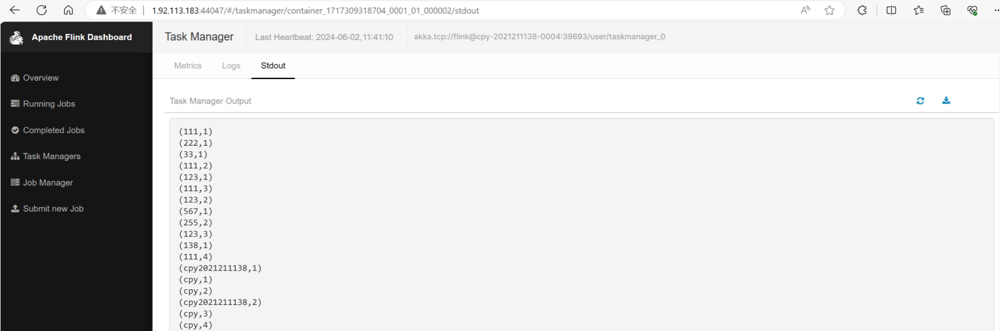 不安全 1.92.113.183:44047/#/taskmanager/container_1717309318704_0001_01_000002/stdout
Apache Flink Dashboard
Task Manager
Last Heartbeat: 2024-06-02,11:41:10
akka.tcp://flink@cpy-2021211138-0004:39693/user/taskmanager_0
Overview
Running Jobs
Completed Jobs
Task Managers
Job Manager
Submit new Job
Metrics
Logs
Stdout
Task Manager Output
(111,1)
(222,1)
(33,1)
(111,2)
(123,1)
(111,3)
(123,2)
(567,1)
(255,2)
(123,3)
(138,1)
(111,4)
(cpy2021211138,1)
(cpy,1)
(cpy,2)
(cpy2021211138,2)
(cpy,3)
(cpy,4)